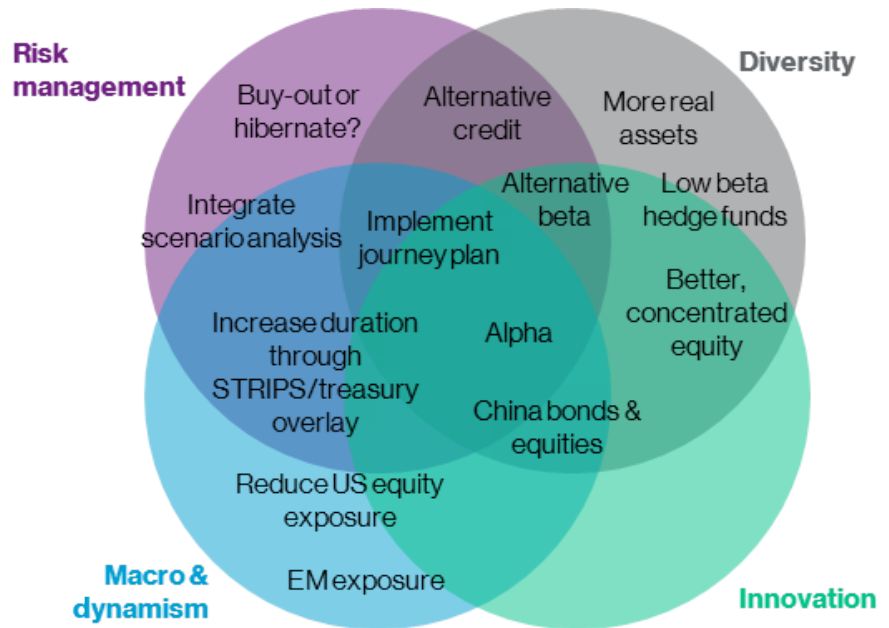 Risk
management
Diversity
Buy-out or
hibernate?
Alternative
credit
More real
assets
Integrate
scenario analysis
Implement
journey plan
Alternative
beta
Low beta
hedge funds
Better,
concentrated
equity
Increase duration
through
STRIPS/treasury
overlay
Alpha
China bonds &
equities
Reduce US equity
exposure
EM exposure
Macro &
dynamism
Innovation